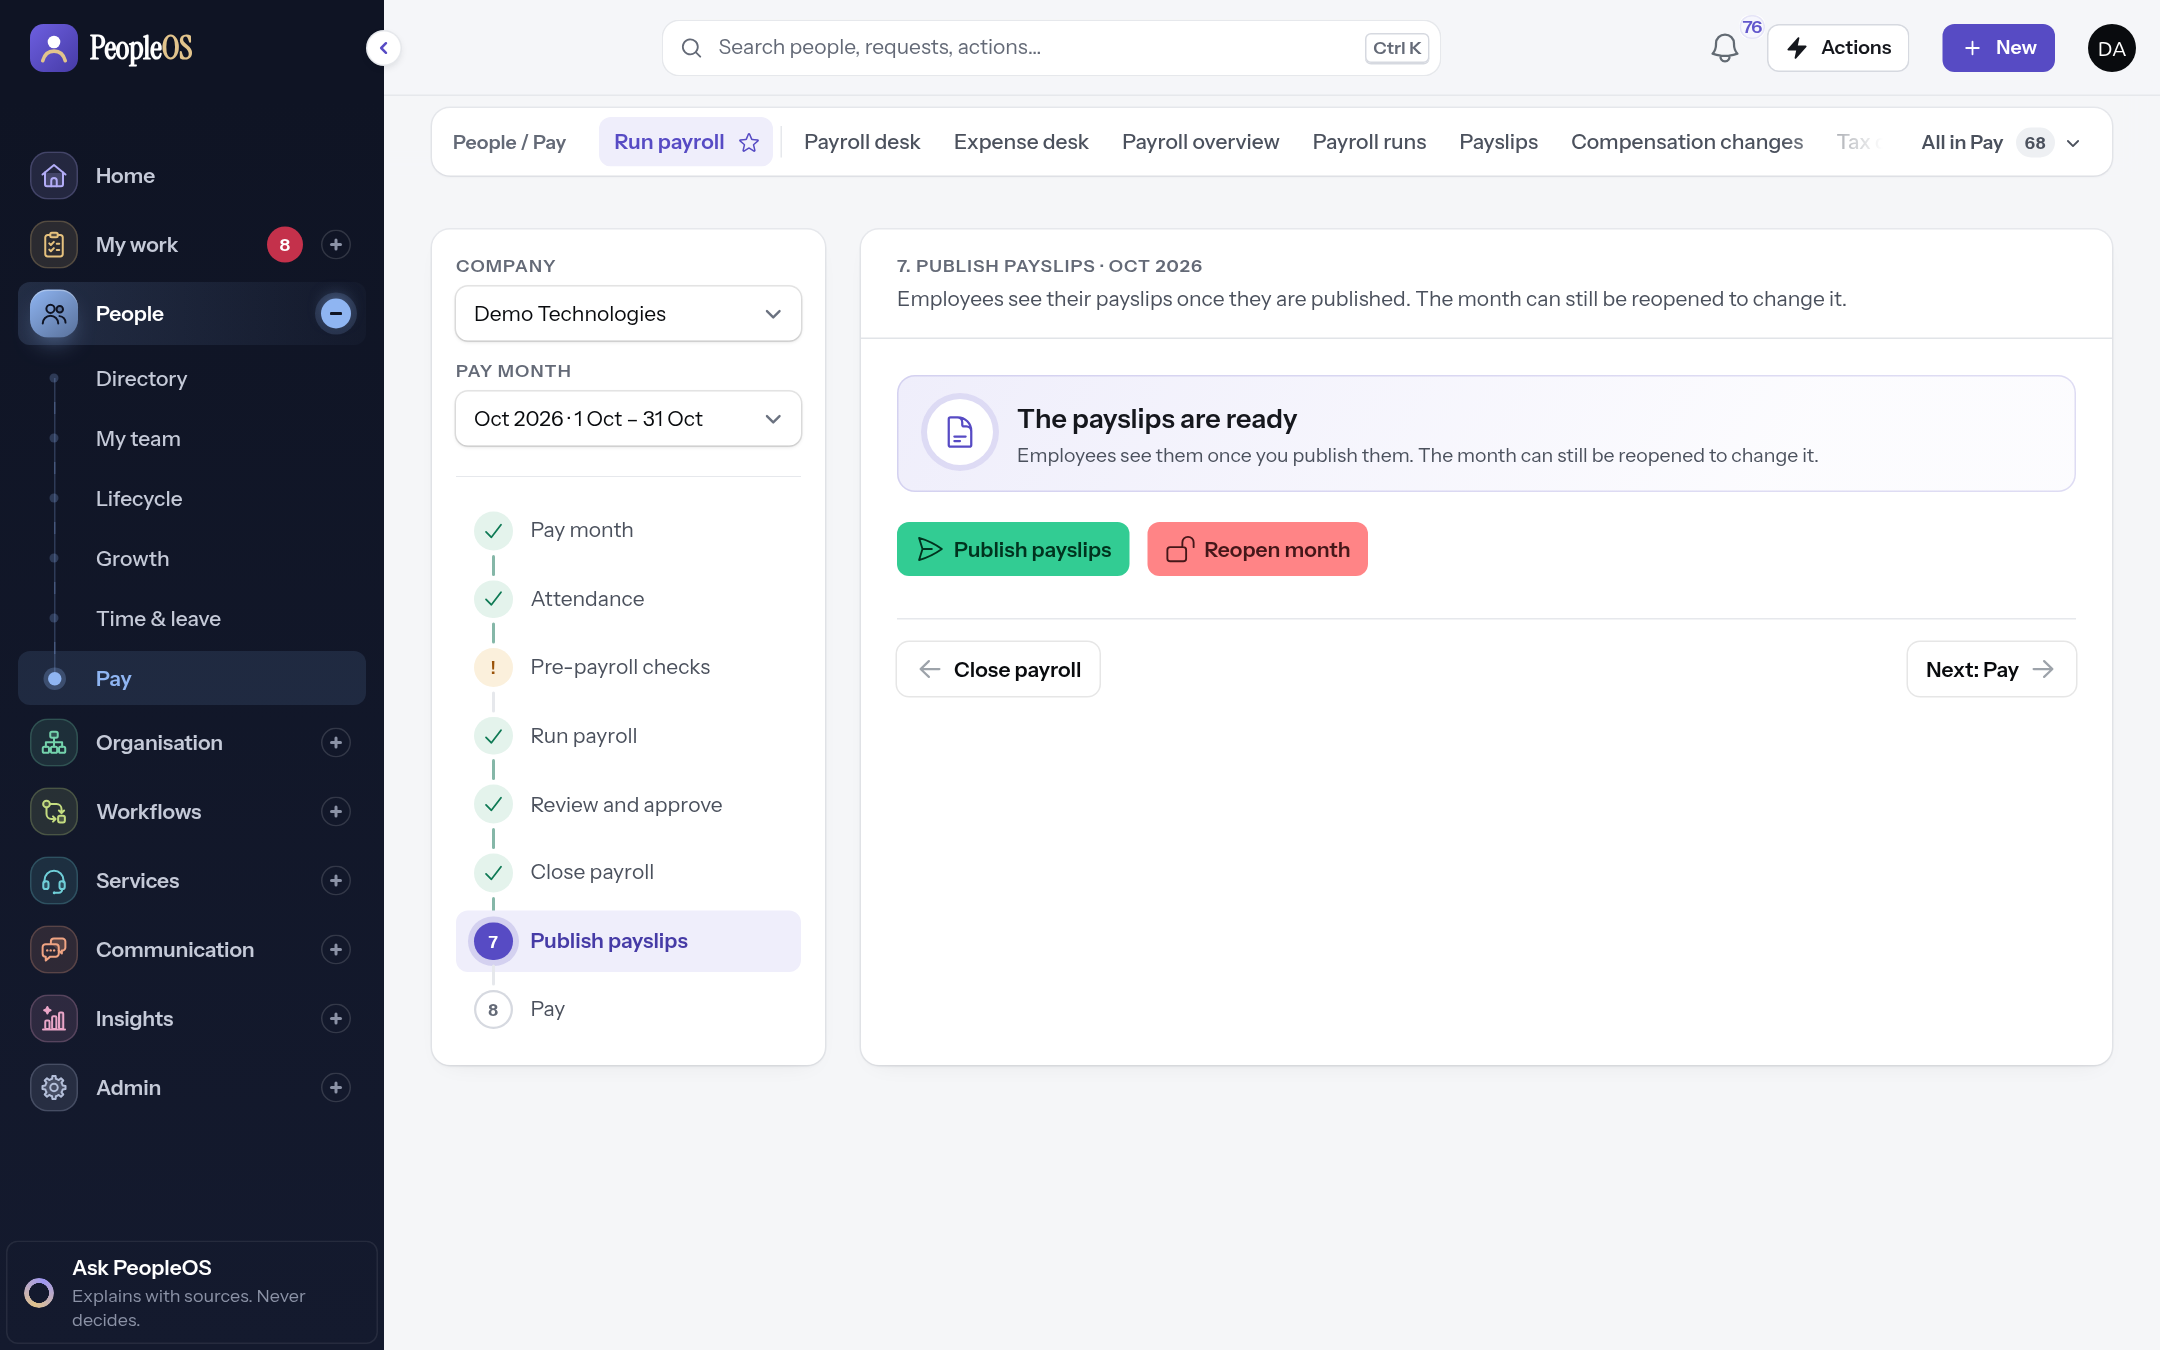 PeopleOS
Search people, requests, actions...
Ctrl K
76
Actions
New
DA
Home
My work
8
People
Directory
My team
Lifecycle
Growth
Time & leave
Pay
Organisation
Workflows
Services
Communication
Insights
Admin
Ask PeopleOS
Explains with sources. Never
decides.
People / Pay
Run payroll
Payroll desk
Expense desk
Payroll overview
Payroll runs
Payslips
Compensation changes
Tax
All in Pay
68
COMPANY
Demo Technologies
PAY MONTH
Oct 2026 · 1 Oct – 31 Oct
Pay month
Attendance
! Pre-payroll checks
Run payroll
Review and approve
Close payroll
7 Publish payslips
8 Pay
7. PUBLISH PAYSLIPS · OCT 2026
Employees see their payslips once they are published. The month can still be reopened to change it.
The payslips are ready
Employees see them once you publish them. The month can still be reopened to change it.
Publish payslips
Reopen month
Close payroll
Next: Pay